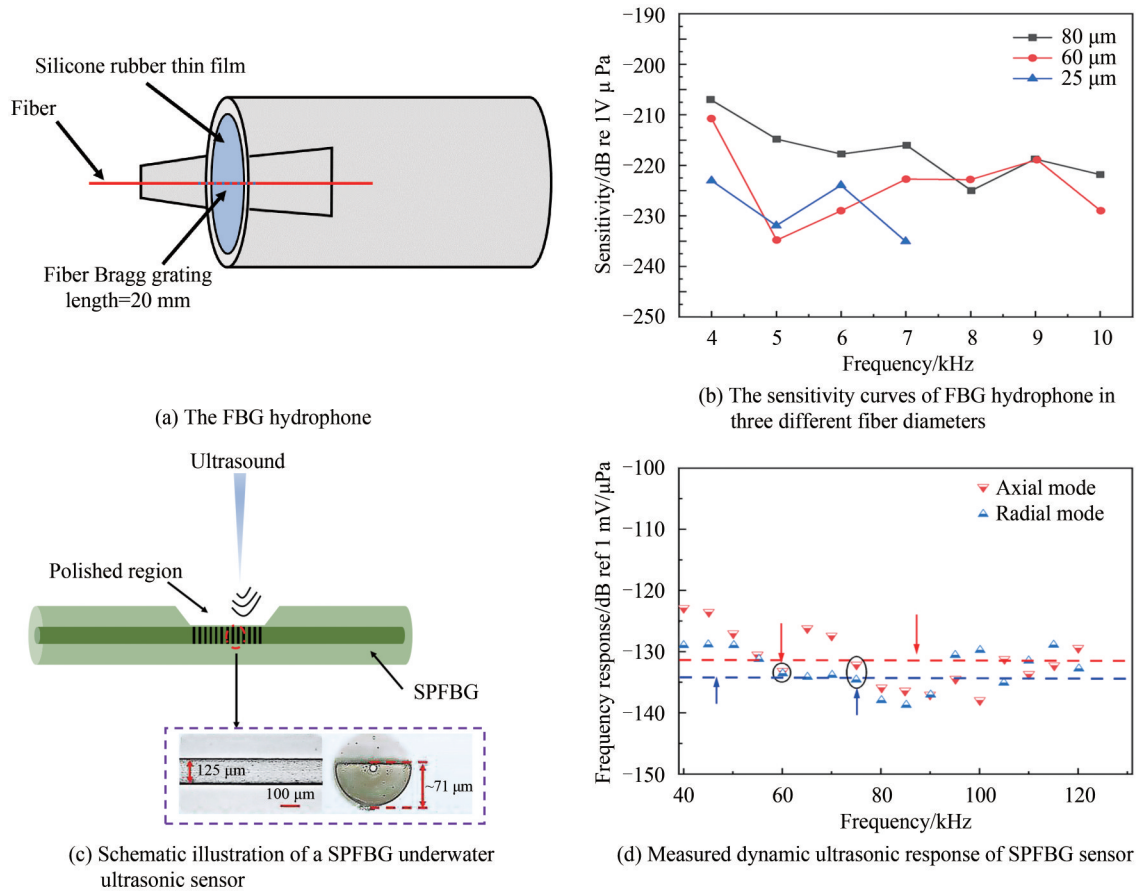 Silicone rubber thin film
Fiber
Fiber Bragg grating
length=20 mm
(a) The FBG hydrophone
−190
−200
−210
−220
−230
−240
−250
Sensitivity/dB re 1V μ Pa
80 μm
60 μm
25 μm
4 5 6 7 8 9 10
Frequency/kHz
(b) The sensitivity curves of FBG hydrophone in
three different fiber diameters
Ultrasound
Polished region
SPFBG
125 μm
100 μm
~71 μm
(c) Schematic illustration of a SPFBG underwater
ultrasonic sensor
−100
−110
−120
−130
−140
−150
Frequency response/dB ref 1 mV/μPa
Axial mode
Radial mode
40 60 80 100 120
Frequency/kHz
(d) Measured dynamic ultrasonic response of SPFBG sensor